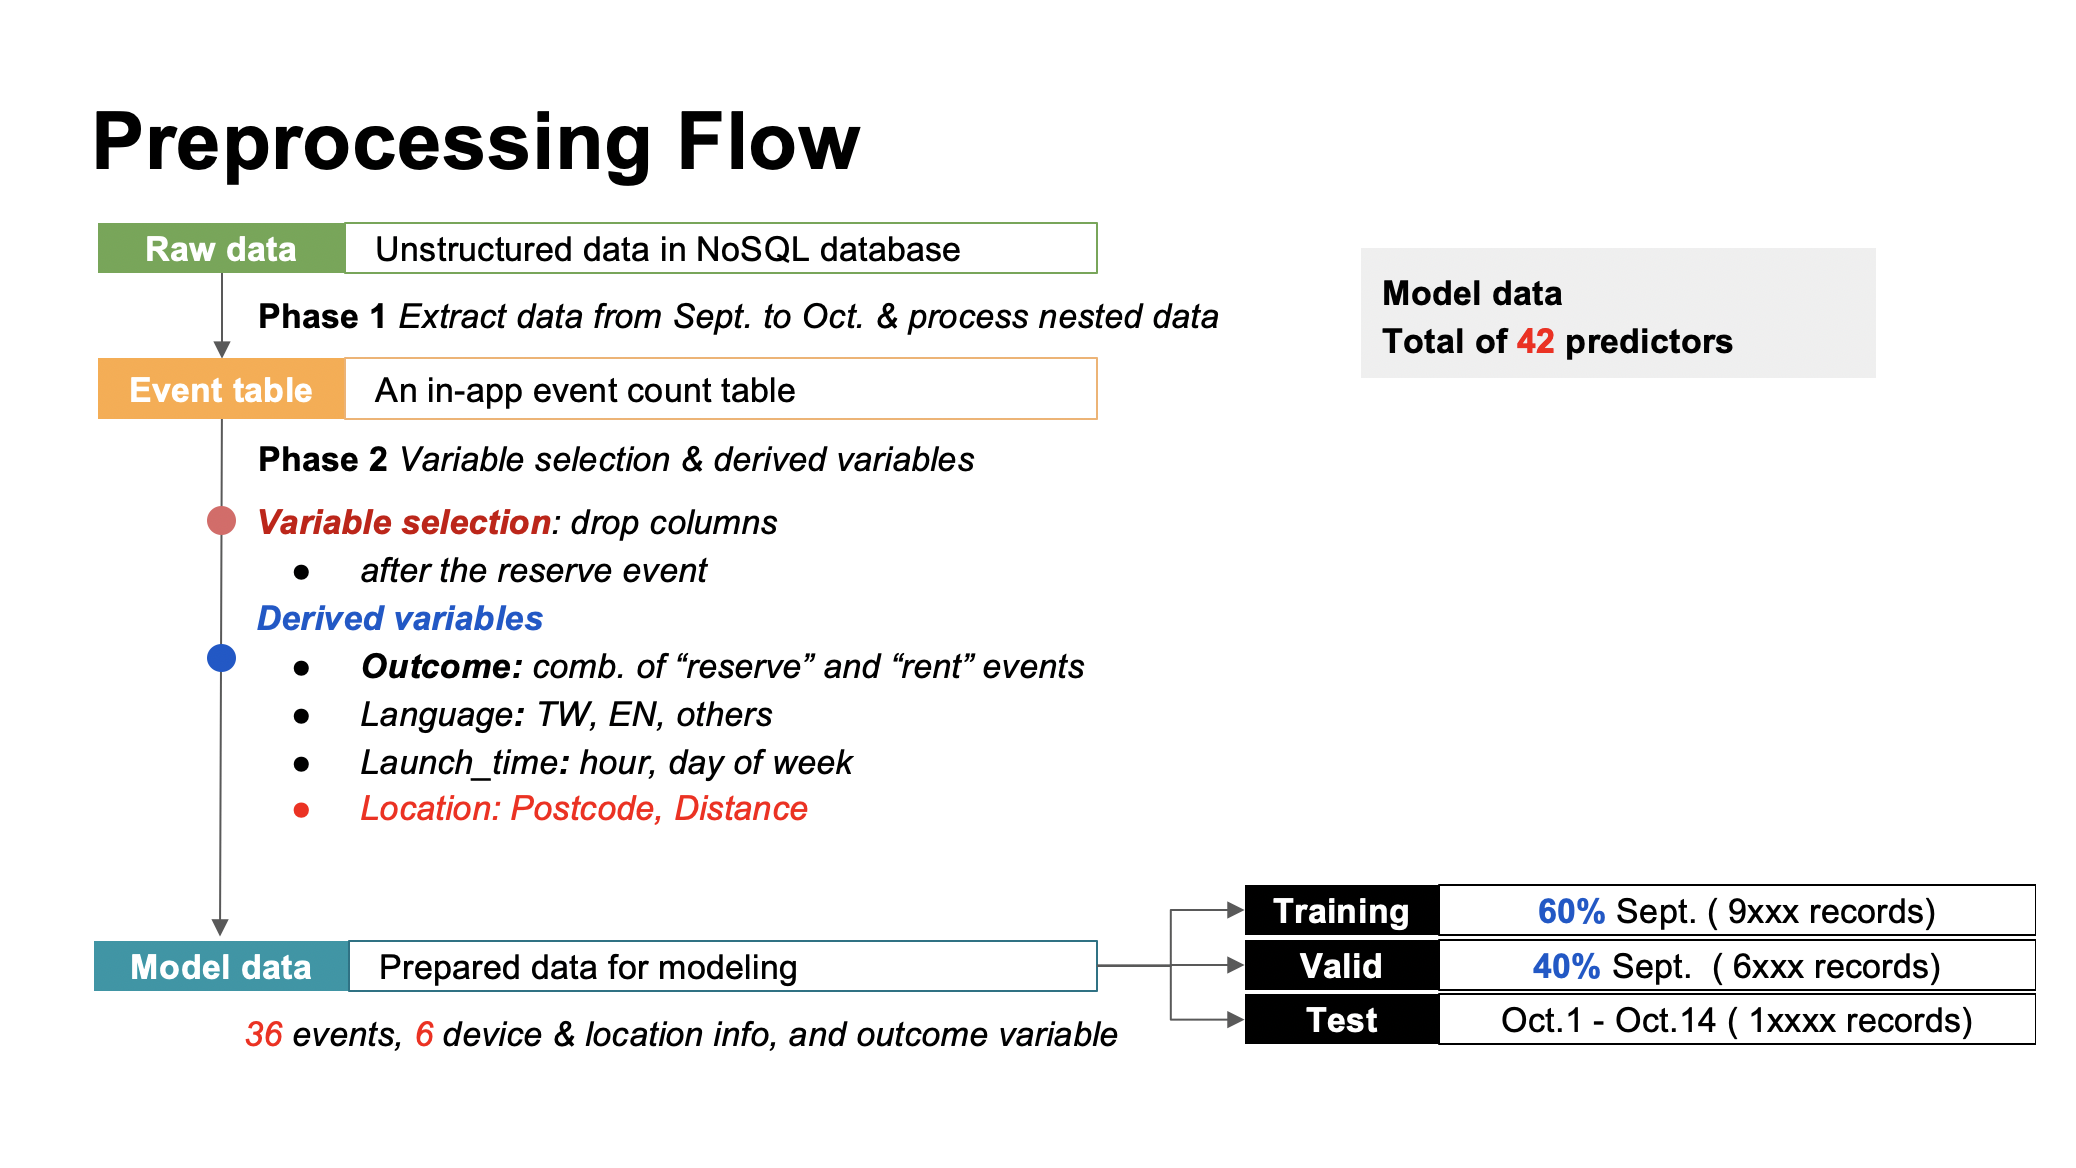 Preprocessing Flow
Raw data
Unstructured data in NoSQL database
Phase 1 Extract data from Sept. to Oct. & process nested data
Model data
Total of 42 predictors
Event table
An in-app event count table
Phase 2 Variable selection & derived variables
Variable selection: drop columns
● after the reserve event
Derived variables
● Outcome: comb. of “reserve” and “rent” events
● Language: TW, EN, others
● Launch_time: hour, day of week
● Location: Postcode, Distance
Model data
Prepared data for modeling
36 events, 6 device & location info, and outcome variable
Training
60% Sept. ( 9xxx records)
Valid
40% Sept.  ( 6xxx records)
Test
Oct.1 - Oct.14 ( 1xxxx records)